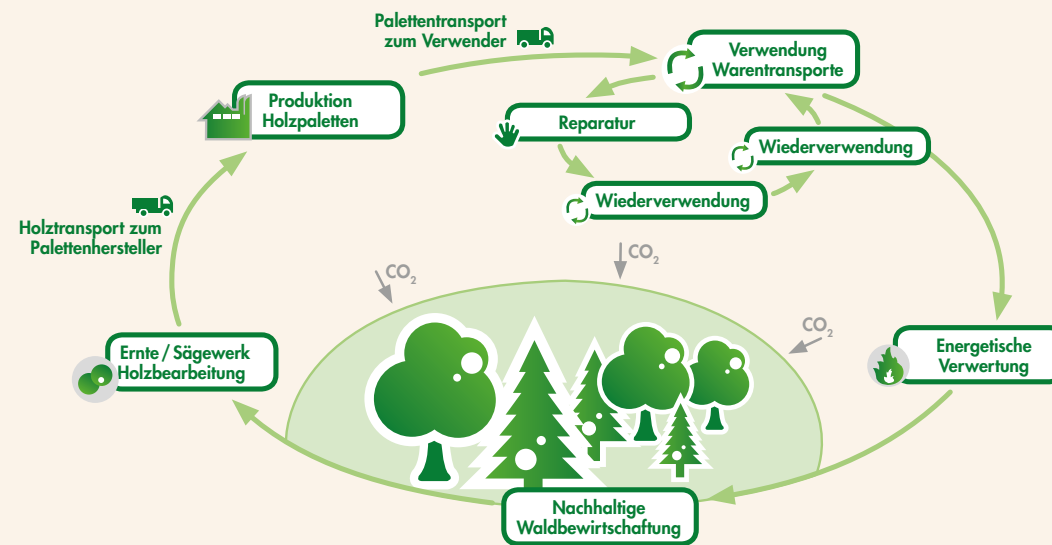 Palettentransport
zum Verwender
Verwendung
Warentransporte
Produktion
Holzpaletten
Reparatur
Wiederverwendung
Wiederverwendung
Holztransport zum
Palettenhersteller
CO₂
CO₂
CO₂
Ernte / Sägewerk
Holzbearbeitung
Energetische
Verwertung
Nachhaltige
Waldbewirtschaftung